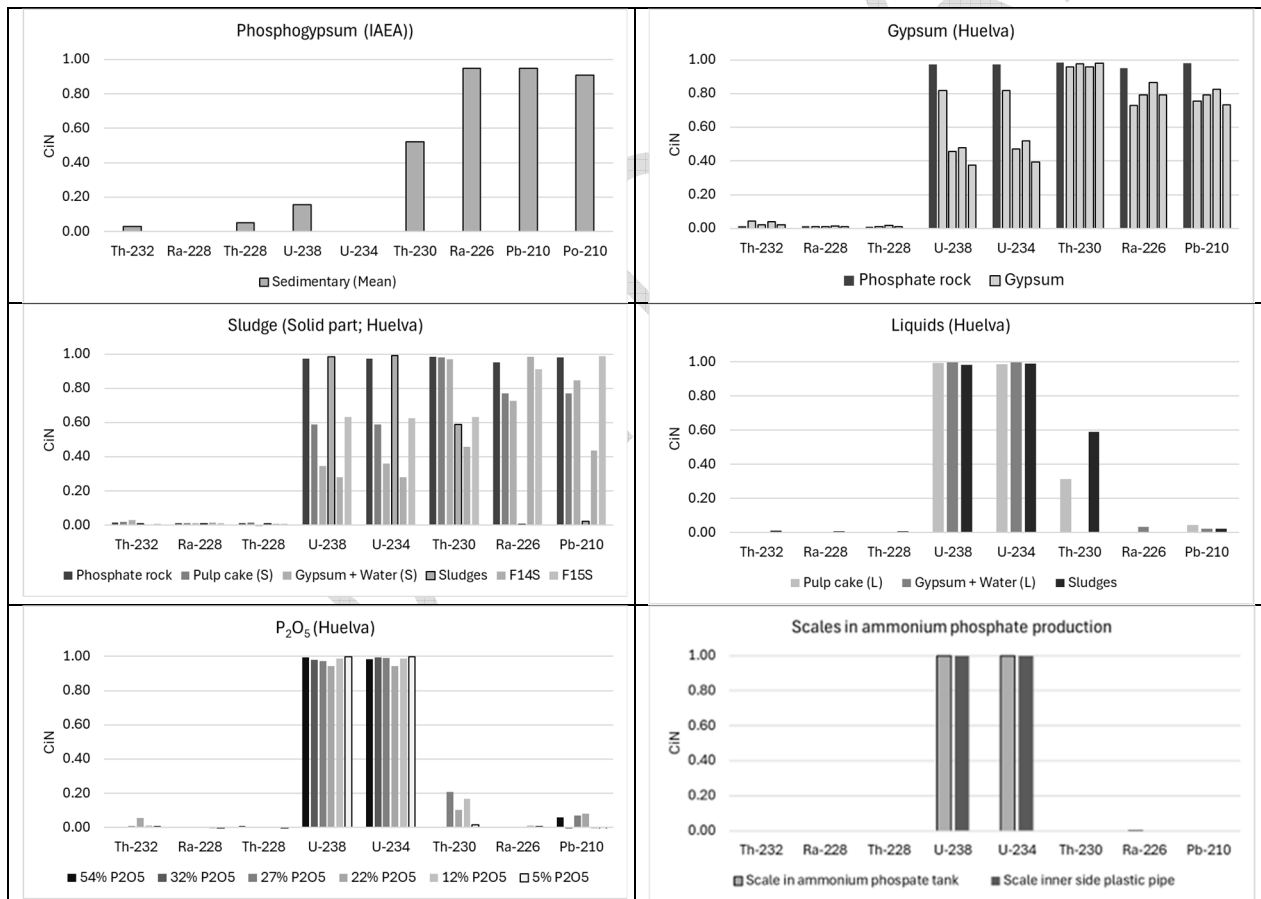 Phosphogypsum (IAEA))
1.00
0.80
0.60
0.40
0.20
0.00
CiN
Th-232 Ra-228 Th-228 U-238 U-234 Th-230 Ra-226 Pb-210 Po-210
Sedimentary (Mean)
Gypsum (Huelva)
1.00
0.80
0.60
0.40
0.20
0.00
CiN
Th-232 Ra-228 Th-228 U-238 U-234 Th-230 Ra-226 Pb-210
Phosphate rock Gypsum
Sludge (Solid part; Huelva)
1.00
0.80
0.60
0.40
0.20
0.00
CiN
Th-232 Ra-228 Th-228 U-238 U-234 Th-230 Ra-226 Pb-210
Phosphate rock Pulp cake (S) Gypsum + Water (S) Sludges F14S F15S
Liquids (Huelva)
1.00
0.80
0.60
0.40
0.20
0.00
CiN
Th-232 Ra-228 Th-228 U-238 U-234 Th-230 Ra-226 Pb-210
Pulp cake (L) Gypsum + Water (L) Sludges
P₂O₅ (Huelva)
1.00
0.80
0.60
0.40
0.20
0.00
CiN
Th-232 Ra-228 Th-228 U-238 U-234 Th-230 Ra-226 Pb-210
54% P2O5 32% P2O5 27% P2O5 22% P2O5 12% P2O5 5% P2O5
Scales in ammonium phosphate production
1.00
0.80
0.60
0.40
0.20
0.00
CiN
Th-232 Ra-228 Th-228 U-238 U-234 Th-230 Ra-226 Pb-210
Scale in ammonium phospate tank Scale inner side plastic pipe